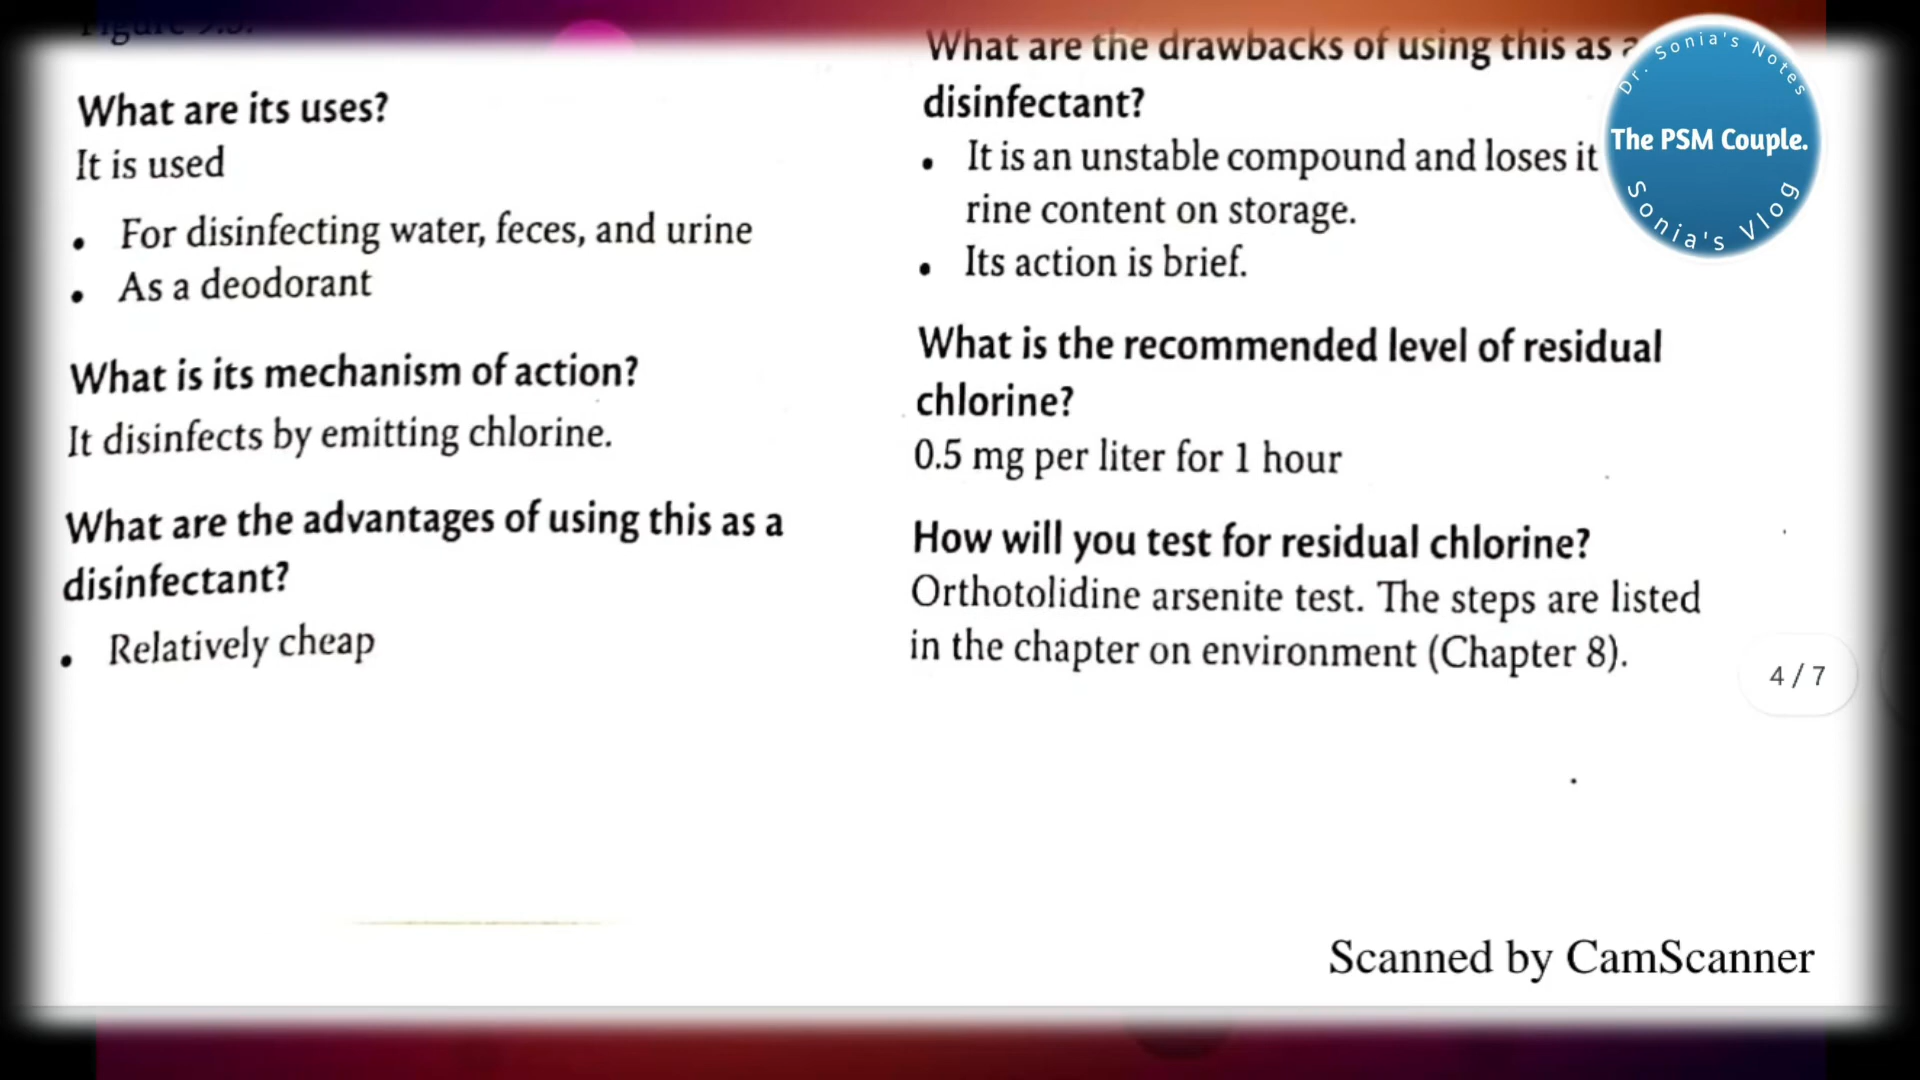 Figure 9.3.
What are its uses?
It is used
• For disinfecting water, feces, and urine
• As a deodorant
What is its mechanism of action?
It disinfects by emitting chlorine.
What are the advantages of using this as a
disinfectant?
• Relatively cheap
What are the drawbacks of using this as a
disinfectant?
• It is an unstable compound and loses it
rine content on storage.
• Its action is brief.
What is the recommended level of residual
chlorine?
0.5 mg per liter for 1 hour
How will you test for residual chlorine?
Orthotolidine arsenite test. The steps are listed
in the chapter on environment (Chapter 8).
Dr. Sonia's Notes
The PSM Couple.
Sonia's Vlog
4 / 7
Scanned by CamScanner